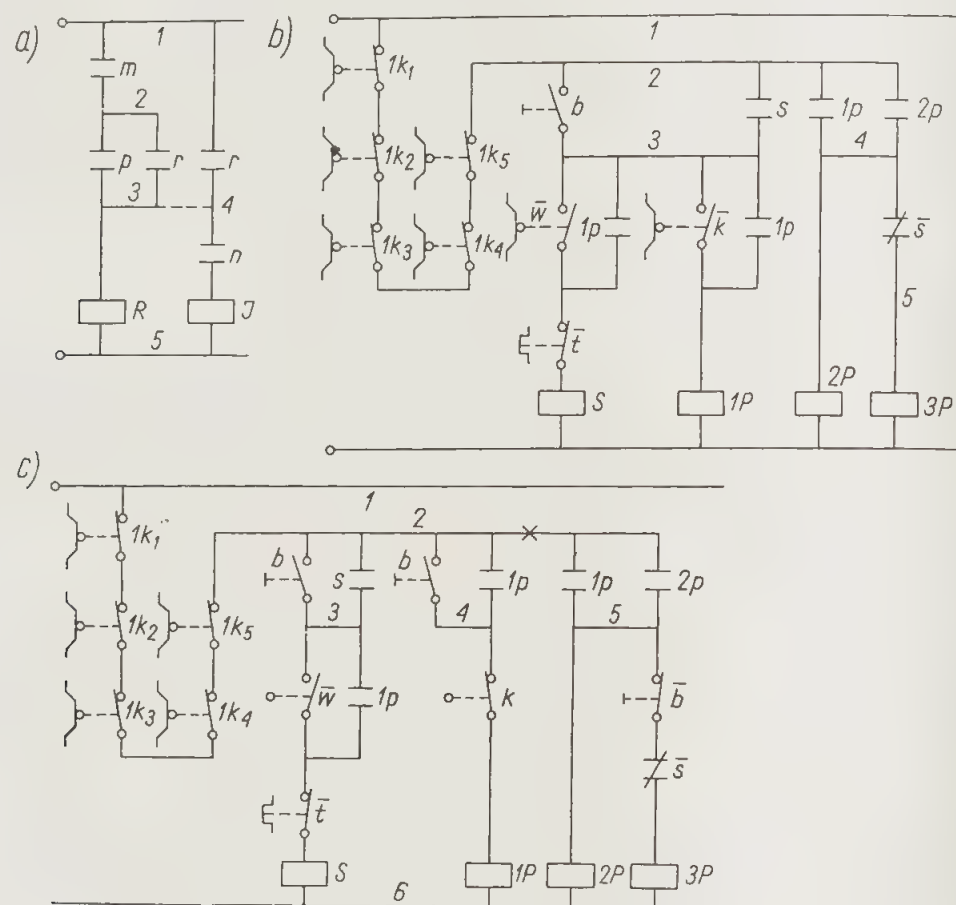 a)
1
m
2
p
r
r
3
4
n
R
J
5
b)
1
1k₁
2
b
s
1p
2p
1k₂
1k₅
3
4
w̄
1p
k̄
1p
s̄
1k₃
1k₄
5
t̄
S
1P
2P
3P
c)
1
2
1k₁
b
s
b
1p
1p
2p
3
4
5
1k₂
1k₅
w̄
1p
k
b̄
1k₃
1k₄
s̄
t̄
S
1P
2P
3P
6